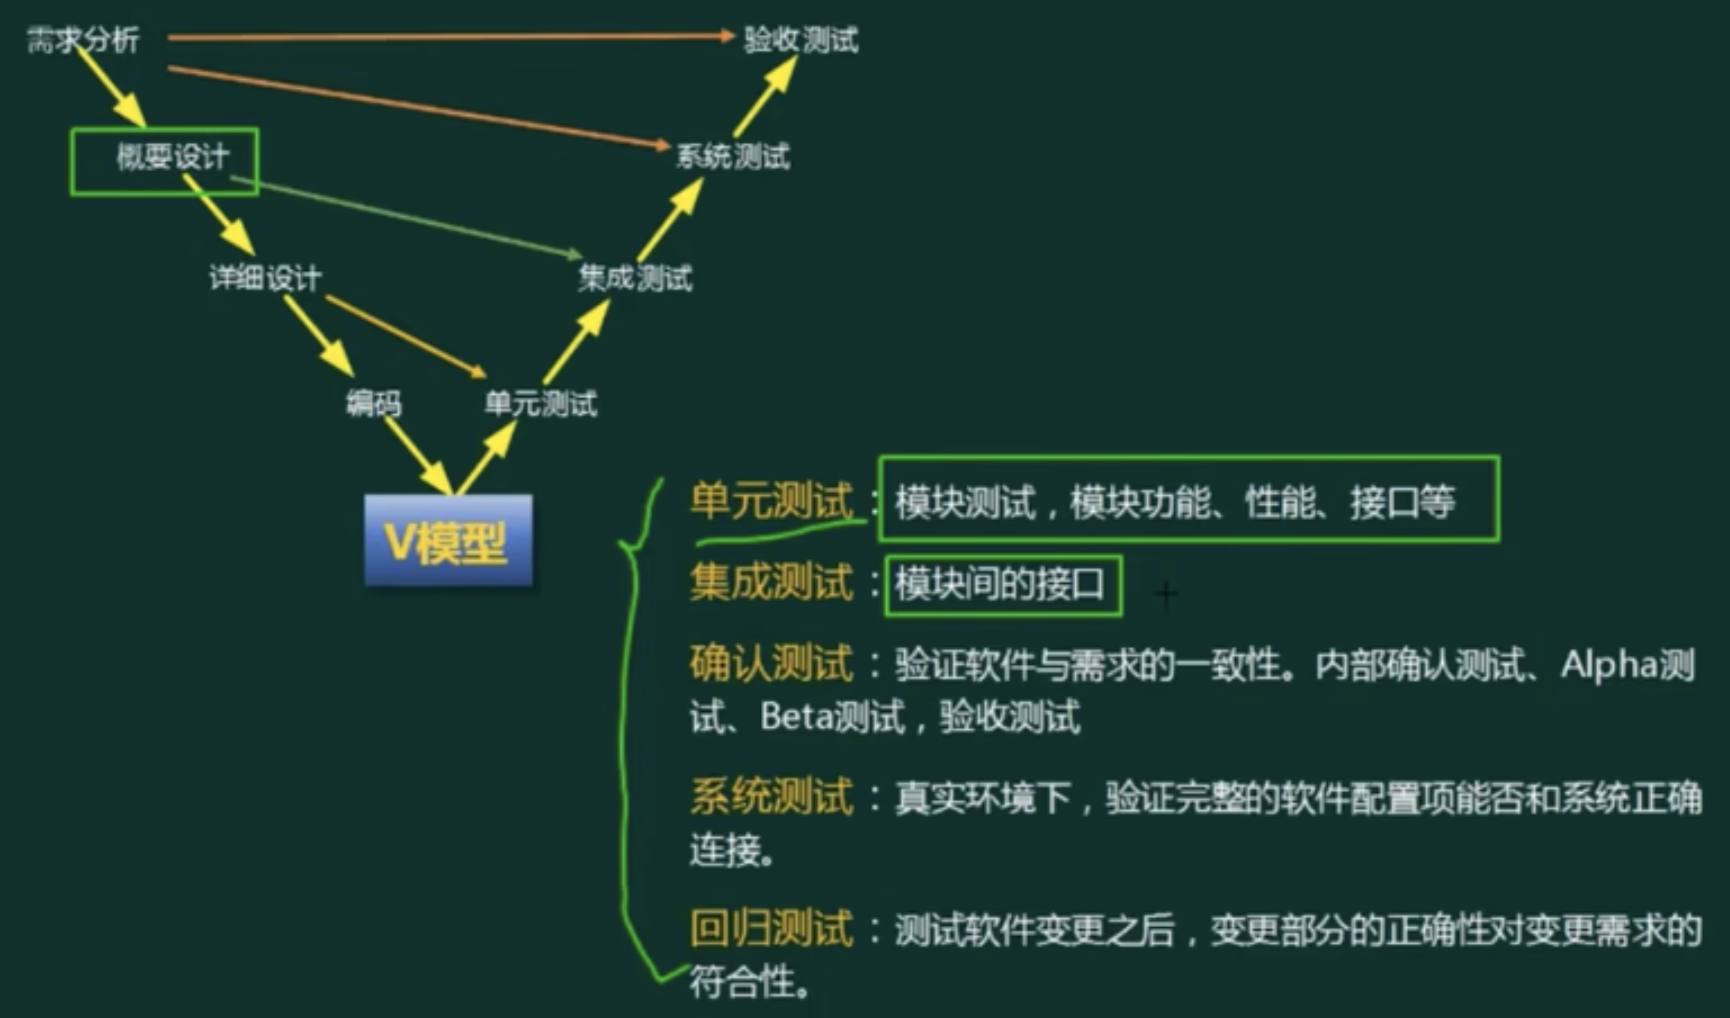 需求分析
验收测试
概要设计
系统测试
详细设计
集成测试
编码
单元测试
V模型
单元测试：模块测试，模块功能、性能、接口等
集成测试：模块间的接口
确认测试：验证软件与需求的一致性。内部确认测试、Alpha测
试、Beta测试，验收测试
系统测试：真实环境下，验证完整的软件配置项能否和系统正确
连接。
回归测试：测试软件变更之后，变更部分的正确性对变更需求的
符合性。